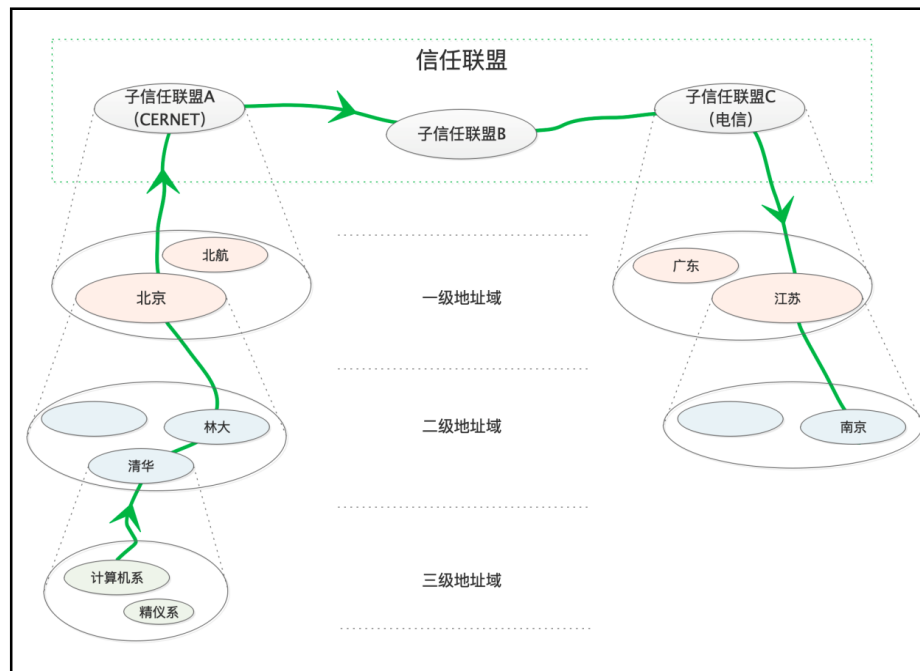 信任联盟
子信任联盟A
（CERNET）
子信任联盟B
子信任联盟C
（电信）
北航
北京
一级地址域
广东
江苏
林大
清华
二级地址域
南京
计算机系
精仪系
三级地址域